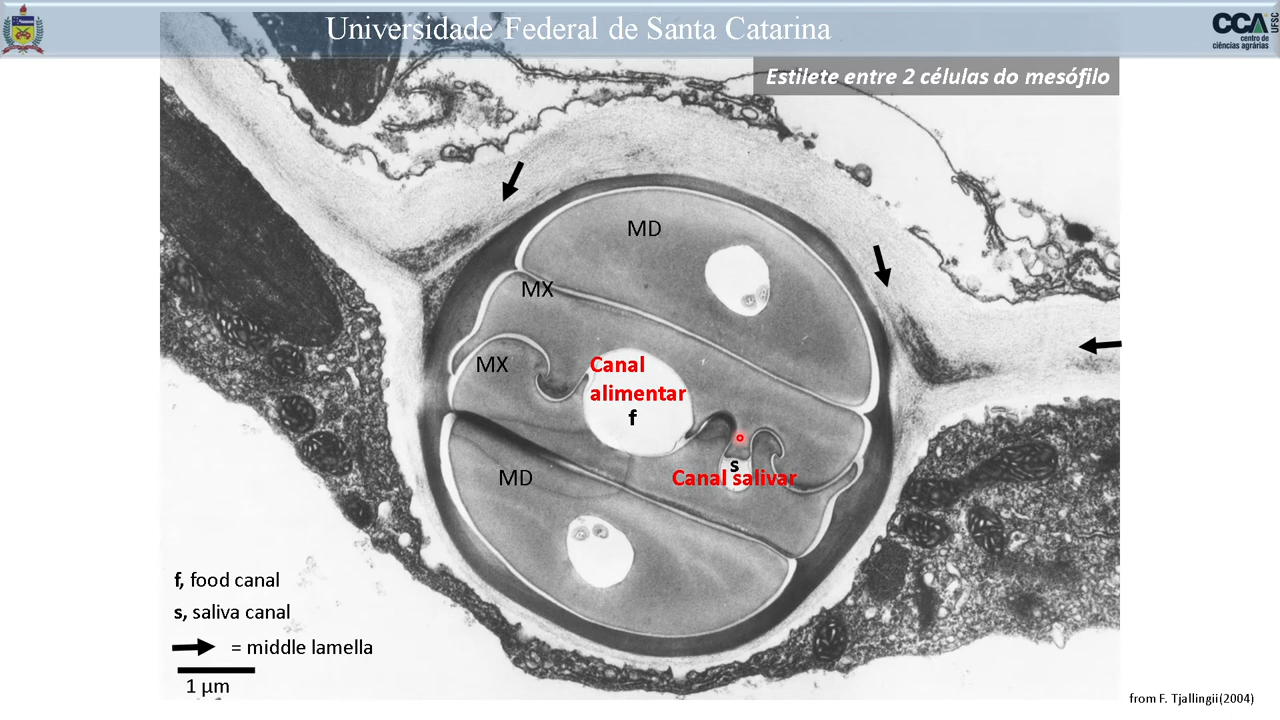 Universidade Federal de Santa Catarina
CCA
UFSC
centro de
ciências agrárias
Estilete entre 2 células do mesófilo
MD
MX
MX
Canal
alimentar
f
s
Canal salivar
MD
f, food canal
s, saliva canal
= middle lamella
1 µm
from F. Tjallingii(2004)